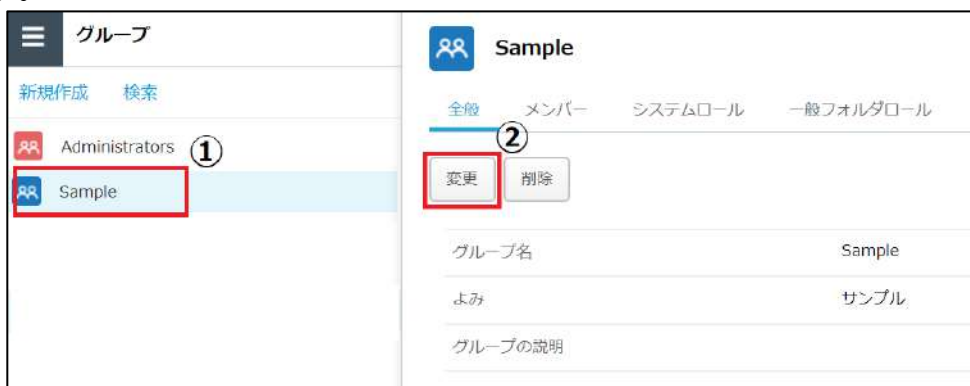 グループ
新規作成 検索
Administrators ①
Sample
Sample
全般 メンバー システムロール 一般フォルダロール
②
変更 削除
グループ名 Sample
よみ サンプル
グループの説明